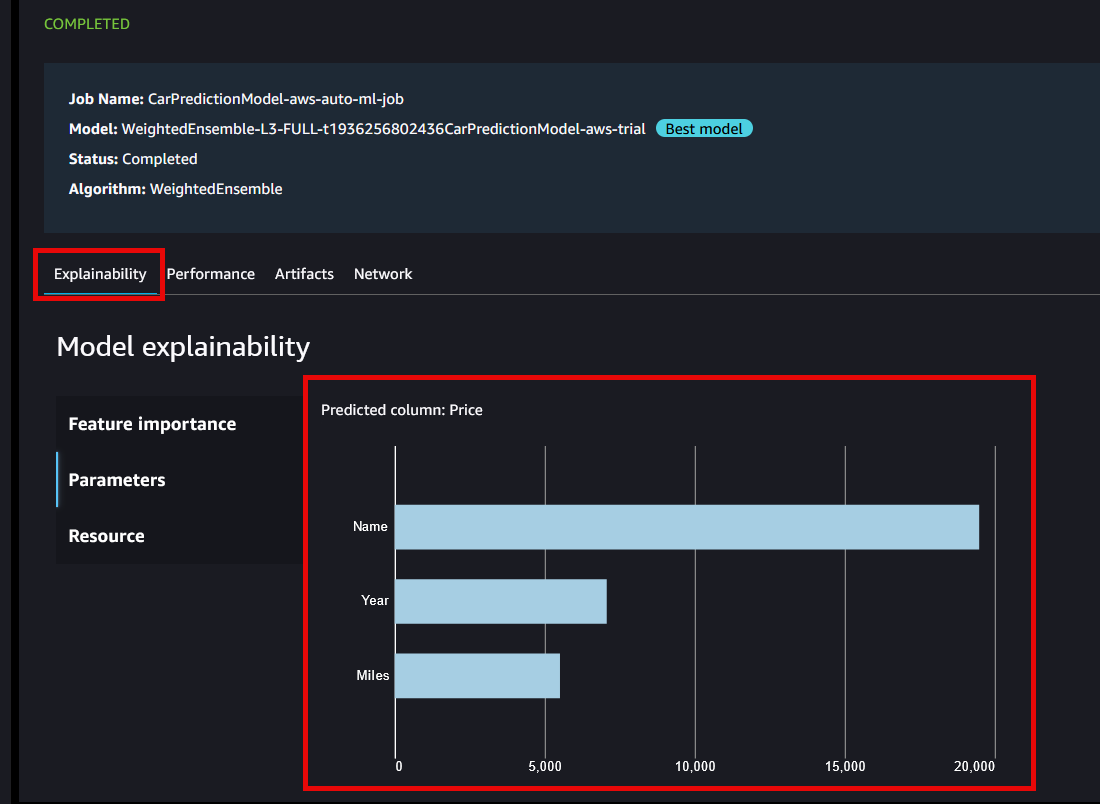 COMPLETED
Job Name: CarPredictionModel-aws-auto-ml-job
Model: WeightedEnsemble-L3-FULL-t1936256802436CarPredictionModel-aws-trial Best model
Status: Completed
Algorithm: WeightedEnsemble
Explainability Performance Artifacts Network
Model explainability
Feature importance
Parameters
Resource
Predicted column: Price
Name
Year
Miles
0 5,000 10,000 15,000 20,000